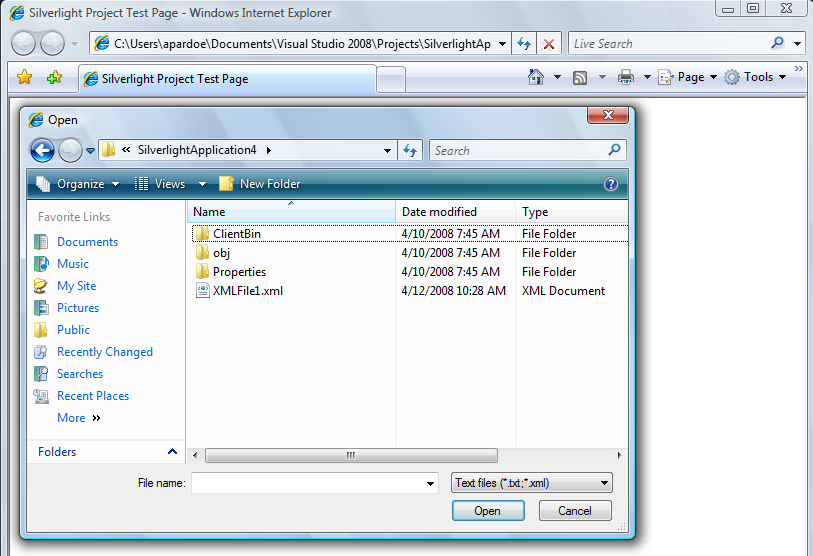 Silverlight Project Test Page - Windows Internet Explorer
C:\Users\apardoe\Documents\Visual Studio 2008\Projects\SilverlightAp
Live Search
Silverlight Project Test Page
Page
Tools
»
Open
« SilverlightApplication4
Search
Organize
Views
New Folder
?
Favorite Links
Documents
Music
My Site
Pictures
Public
Recently Changed
Searches
Recent Places
More »
Folders
Name Date modified Type
ClientBin 4/10/2008 7:45 AM File Folder
obj 4/10/2008 7:45 AM File Folder
Properties 4/10/2008 7:45 AM File Folder
XMLFile1.xml 4/12/2008 10:28 AM XML Document
File name:
Text files (*.txt;*.xml)
Open
Cancel